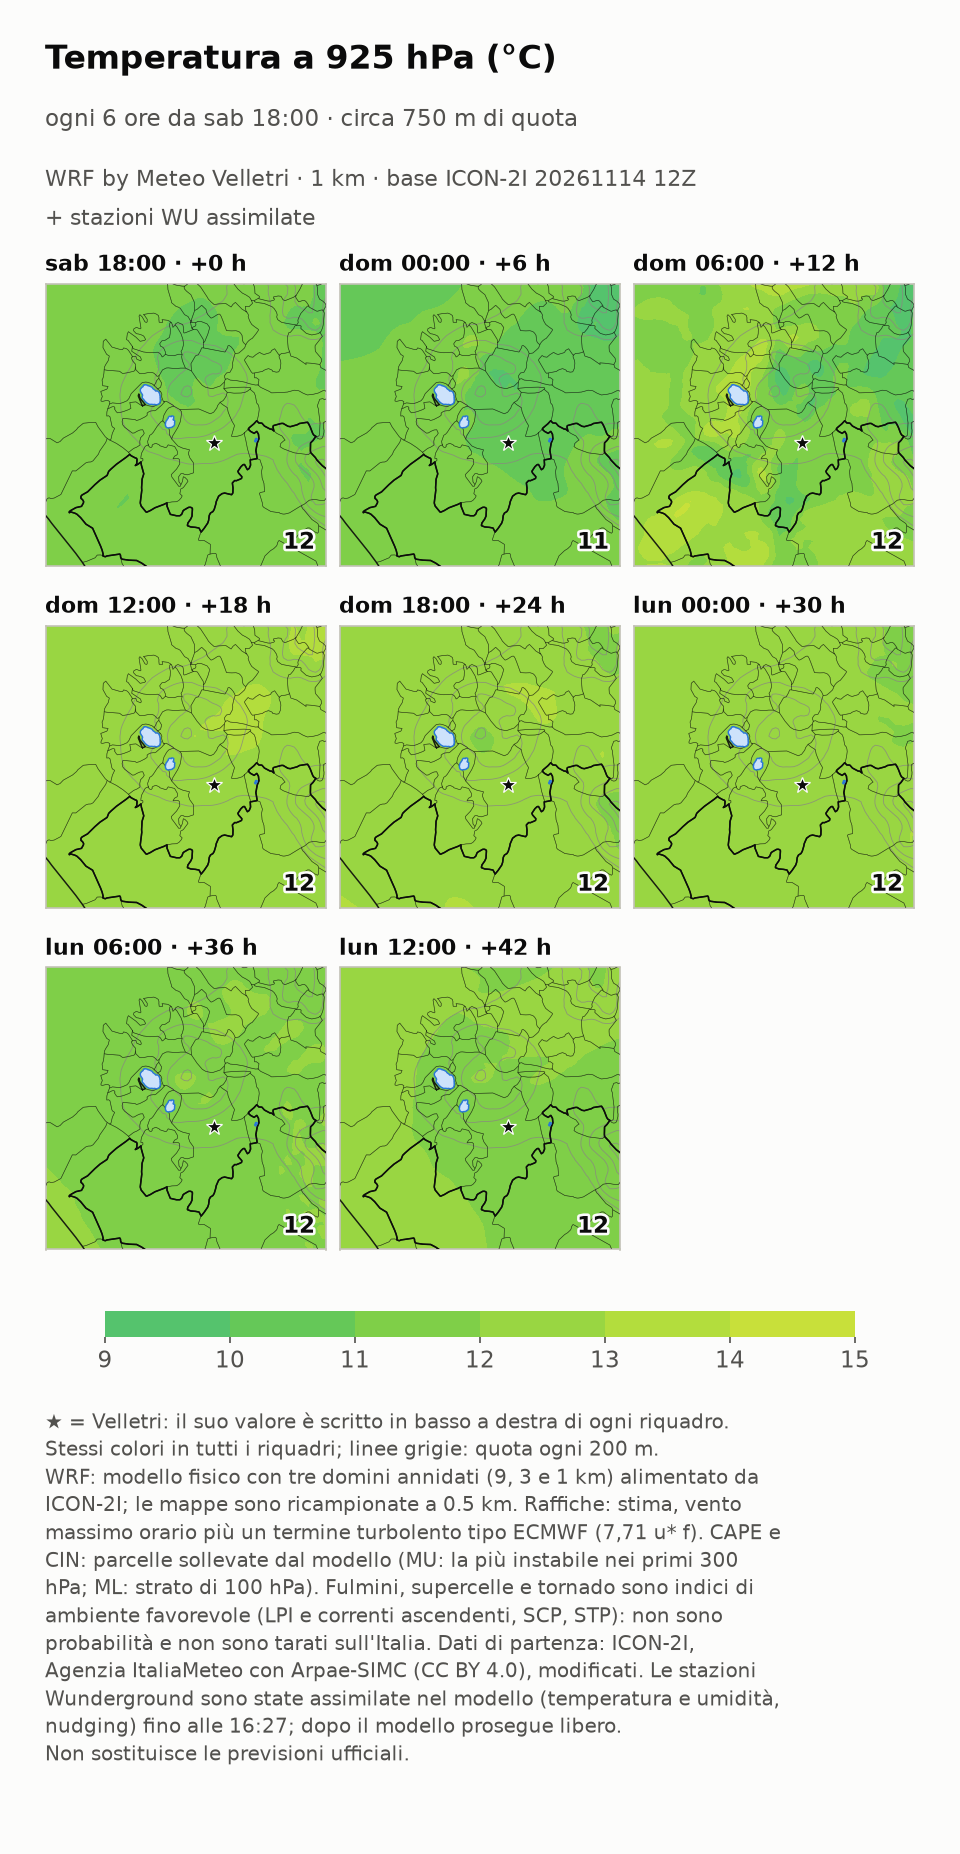 Temperatura a 925 hPa (°C)
ogni 6 ore da sab 18:00 · circa 750 m di quota
WRF by Meteo Velletri · 1 km · base ICON-2I 20261114 12Z
+ stazioni WU assimilate
sab 18:00 · +0 h
dom 00:00 · +6 h
dom 06:00 · +12 h
12
11
12
dom 12:00 · +18 h
dom 18:00 · +24 h
lun 00:00 · +30 h
12
12
12
lun 06:00 · +36 h
lun 12:00 · +42 h
12
12
9 10 11 12 13 14 15
★ = Velletri: il suo valore è scritto in basso a destra di ogni riquadro.
Stessi colori in tutti i riquadri; linee grigie: quota ogni 200 m.
WRF: modello fisico con tre domini annidati (9, 3 e 1 km) alimentato da
ICON-2I; le mappe sono ricampionate a 0.5 km. Raffiche: stima, vento
massimo orario più un termine turbolento tipo ECMWF (7,71 u* f). CAPE e
CIN: parcelle sollevate dal modello (MU: la più instabile nei primi 300
hPa; ML: strato di 100 hPa). Fulmini, supercelle e tornado sono indici di
ambiente favorevole (LPI e correnti ascendenti, SCP, STP): non sono
probabilità e non sono tarati sull'Italia. Dati di partenza: ICON-2I,
Agenzia ItaliaMeteo con Arpae-SIMC (CC BY 4.0), modificati. Le stazioni
Wunderground sono state assimilate nel modello (temperatura e umidità,
nudging) fino alle 16:27; dopo il modello prosegue libero.
Non sostituisce le previsioni ufficiali.